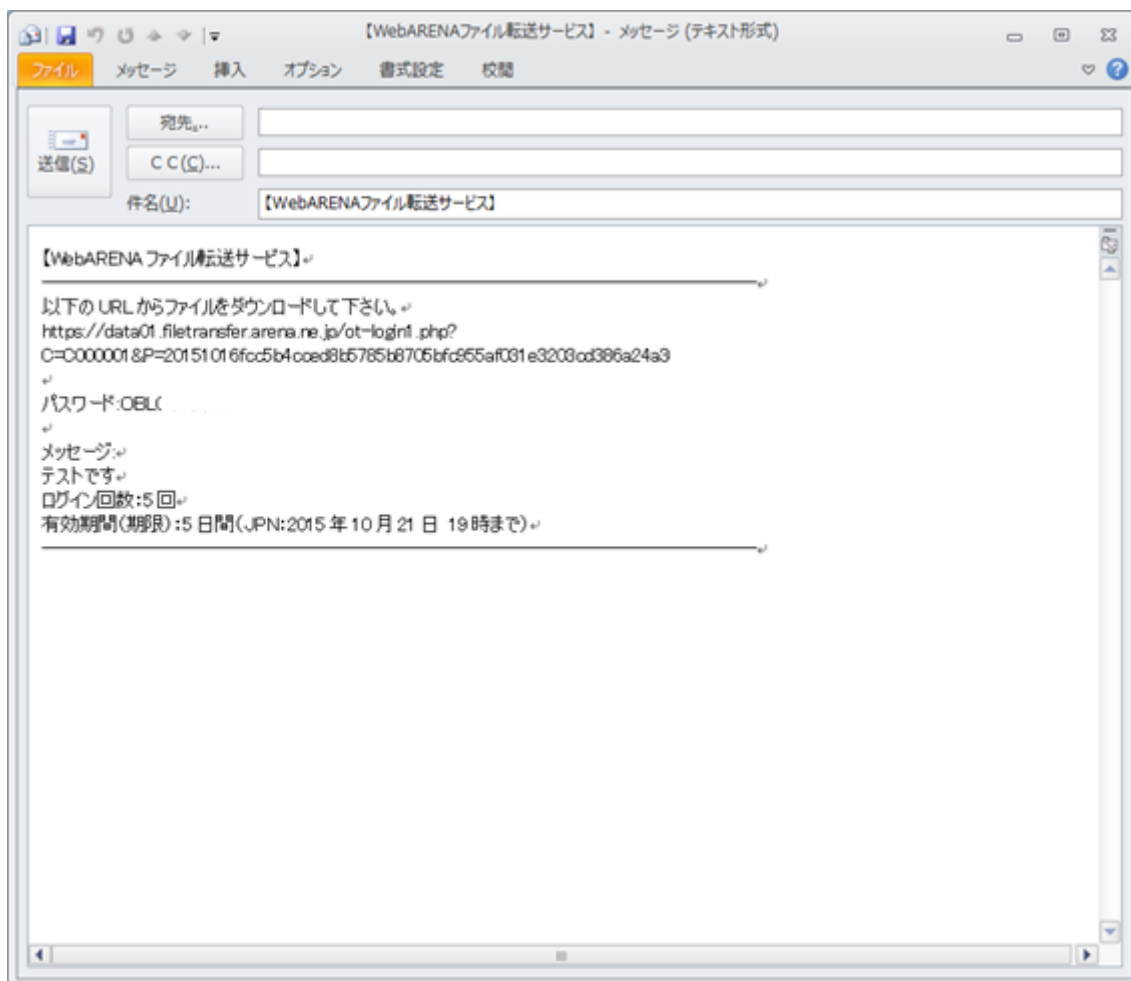 【WebARENAファイル転送サービス】 - メッセージ (テキスト形式)
ファイル メッセージ 挿入 オプション 書式設定 校閲
宛先...
送信(S)
CC(C)...
件名(U): 【WebARENAファイル転送サービス】
【WebARENA ファイル転送サービス】
以下の URL からファイルをダウンロードして下さい。
https://data01.filetransfer.arena.ne.jp/ot-login1.php?
C=C000001&P=20151016fcc5b4cced8b5785b8705bfc955af031e3203cd386a24a3
パスワード:OBL(
メッセージ:
テストです
ログイン回数:5 回
有効期間(期限):5 日間(JPN:2015 年 10 月 21 日 19 時まで)